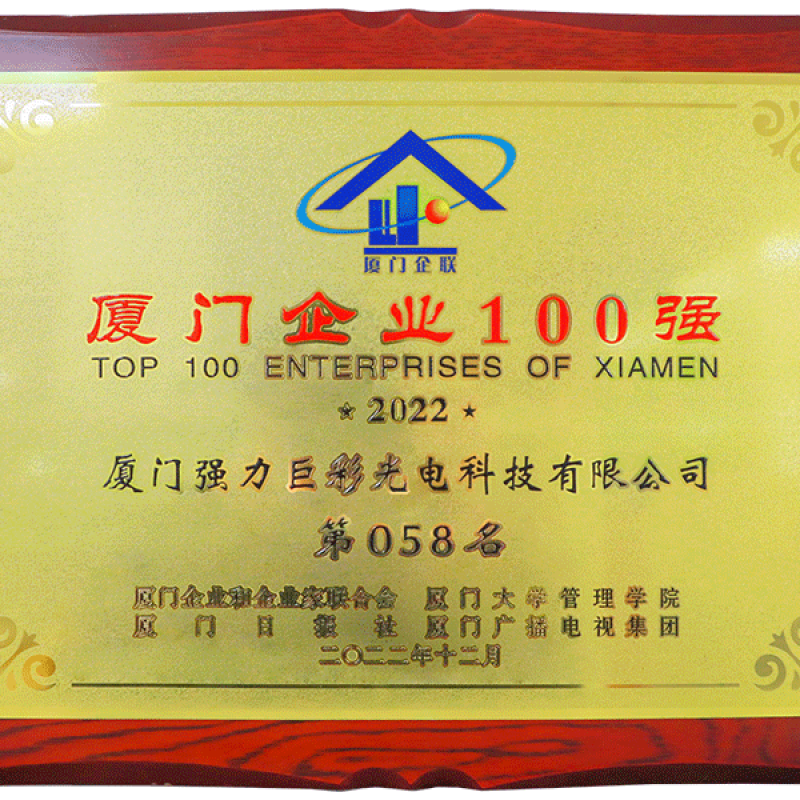 厦门企联
厦门企业100强
TOP 100 ENTERPRISES OF XIAMEN
★ 2022 ★
厦门强力巨彩光电科技有限公司
第058名
厦门企业和企业家联合会 厦门大学管理学院
厦门日报社 厦门广播电视集团
二〇二二年十二月